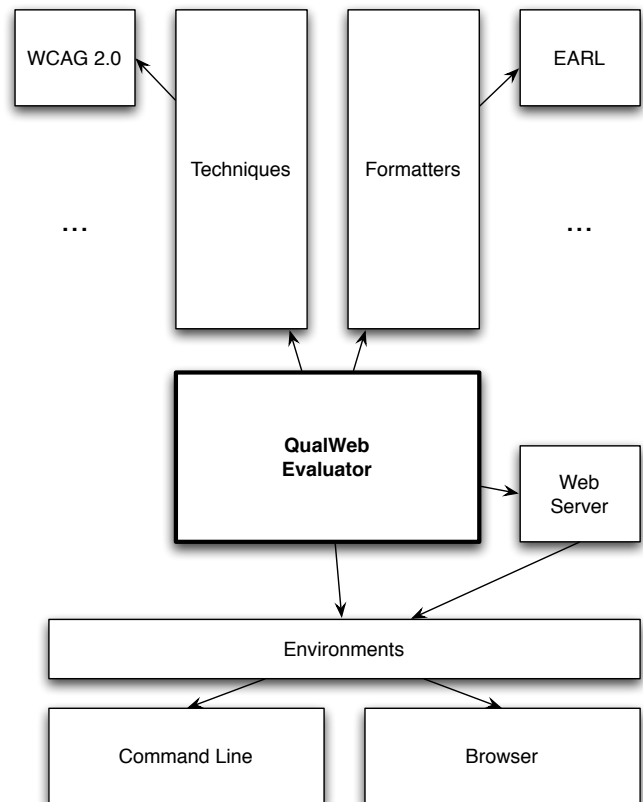 WCAG 2.0
EARL
Techniques
Formatters
...
...
QualWeb
Evaluator
Web
Server
Environments
Command Line
Browser